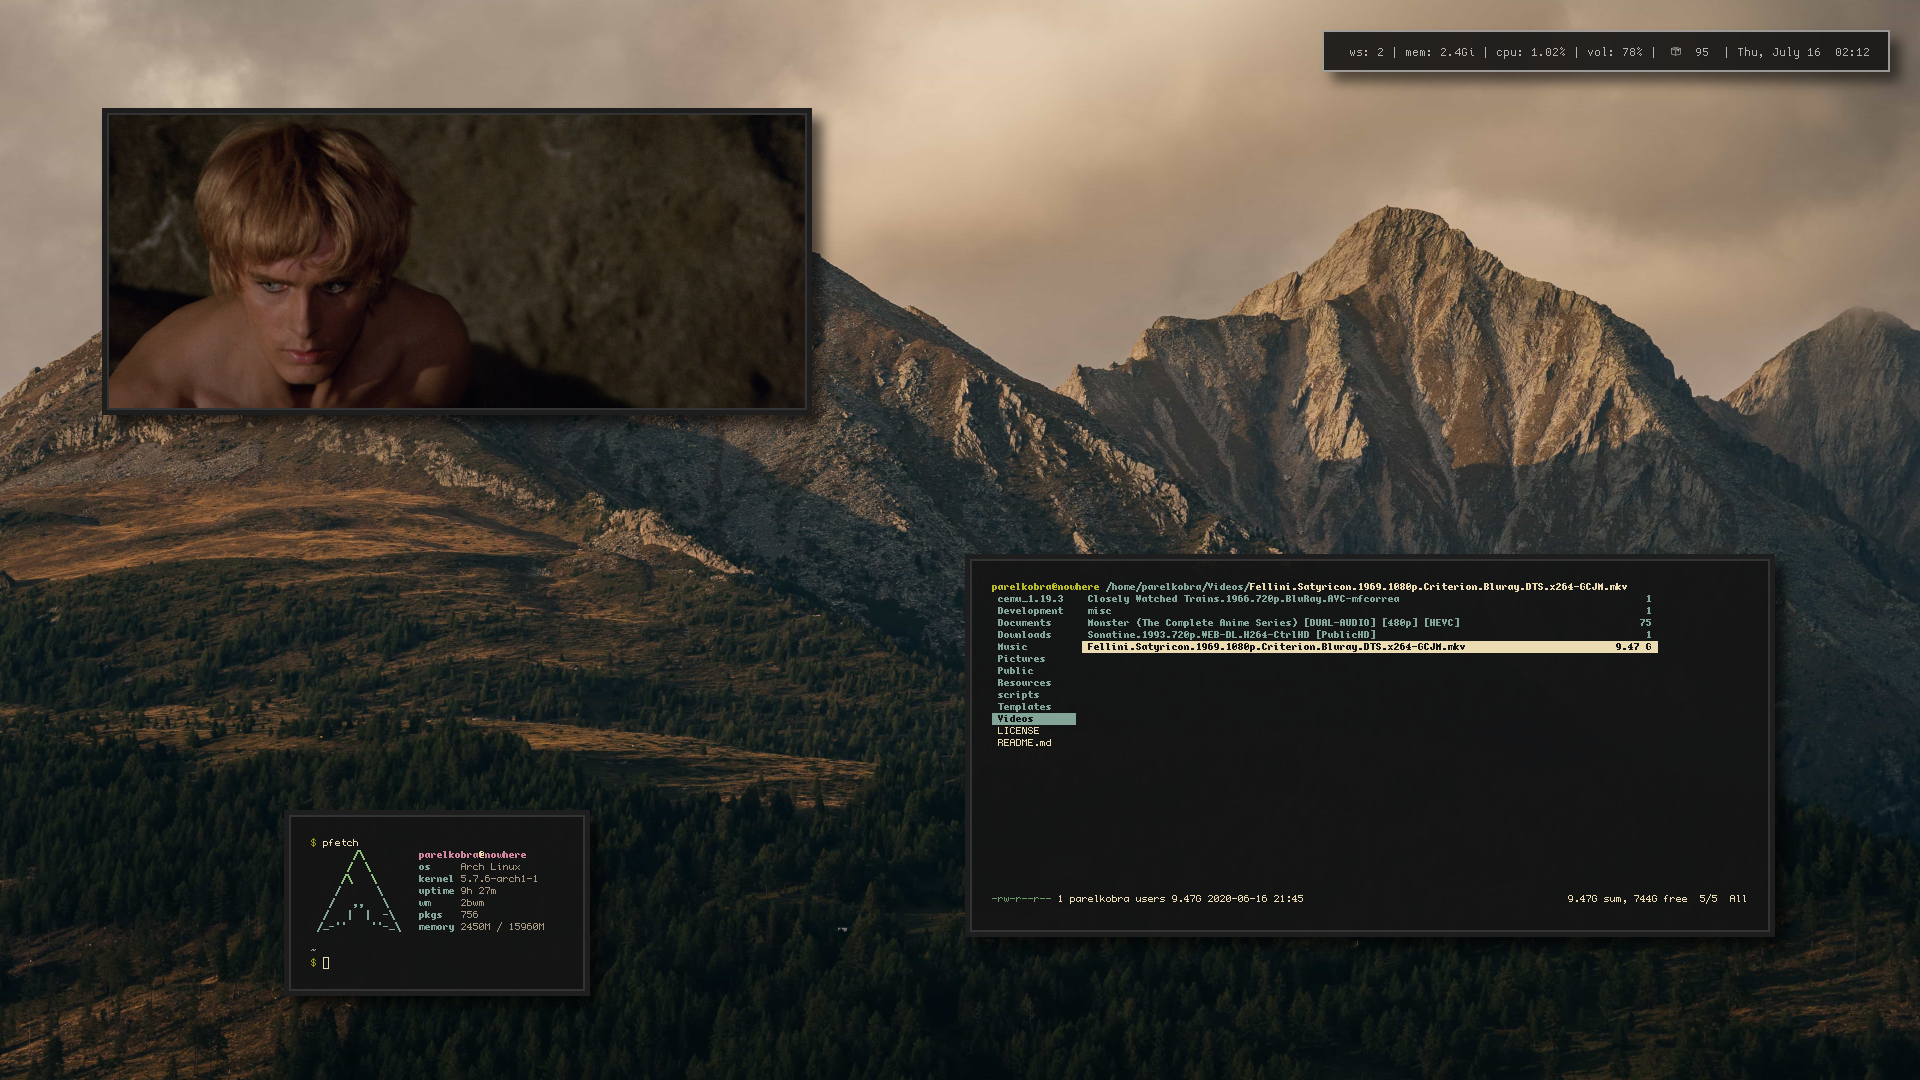 ws: 2 | mem: 2.4Gi | cpu: 1.02% | vol: 78% | 95 | Thu, July 16 02:12
parelkobra@nowhere /home/parelkobra/Videos/Fellini.Satyricon.1969.1080p.Criterion.Bluray.DTS.x264-GCJM.mkv
cemu_1.19.3 Closely Watched Trains.1966.720p.BluRay.AVC-mfcorrea 1
Development misc 1
Documents Monster (The Complete Anime Series) [DUAL-AUDIO] [480p] [HEVC] 75
Downloads Sonatine.1993.720p.WEB-DL.H264-CtrlHD [PublicHD] 1
Music Fellini.Satyricon.1969.1080p.Criterion.Bluray.DTS.x264-GCJM.mkv 9.47 G
Pictures
Public
Resources
scripts
Templates
Videos
LICENSE
README.md
-rw-r--r-- 1 parelkobra users 9.47G 2020-06-16 21:45 9.47G sum, 744G free 5/5 All
$ pfetch
parelkobra@nowhere
os Arch Linux
kernel 5.7.6-arch1-1
uptime 9h 27m
wm 2bwm
pkgs 756
memory 2450M / 15960M
~
$